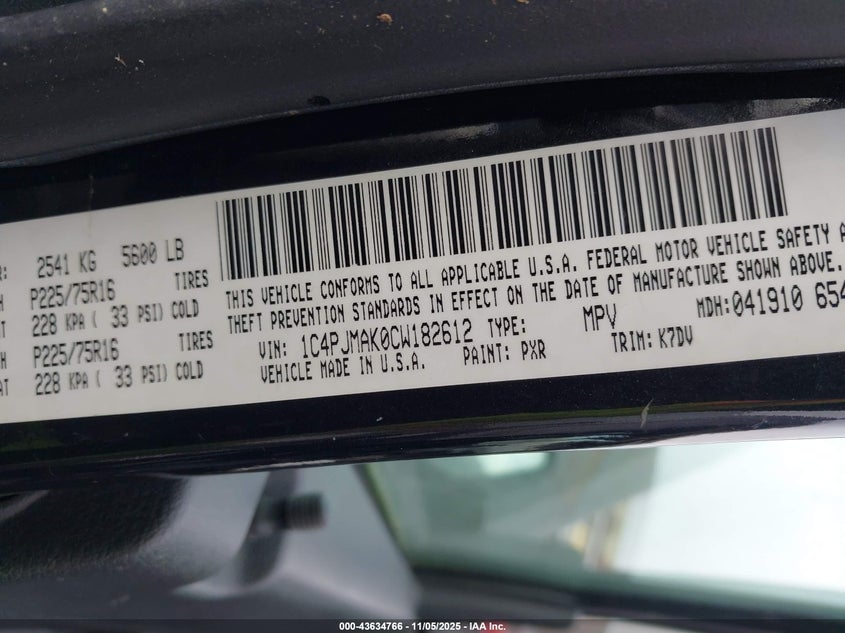 R: 2541 KG 5600 LB
P225/75R16 TIRES
228 KPA ( 33 PSI) COLD
P225/75R16 TIRES
228 KPA ( 33 PSI) COLD
THIS VEHICLE CONFORMS TO ALL APPLICABLE U.S.A. FEDERAL MOTOR VEHICLE SAFETY A
THEFT PREVENTION STANDARDS IN EFFECT ON THE DATE OF MANUFACTURE SHOWN ABOVE.
VIN: 1C4PJMAK0CW182612 TYPE: MPV MDH:041910 654
VEHICLE MADE IN U.S.A. PAINT: PXR TRIM: K7DV
000-43634766 - 11/05/2025 - IAA Inc.